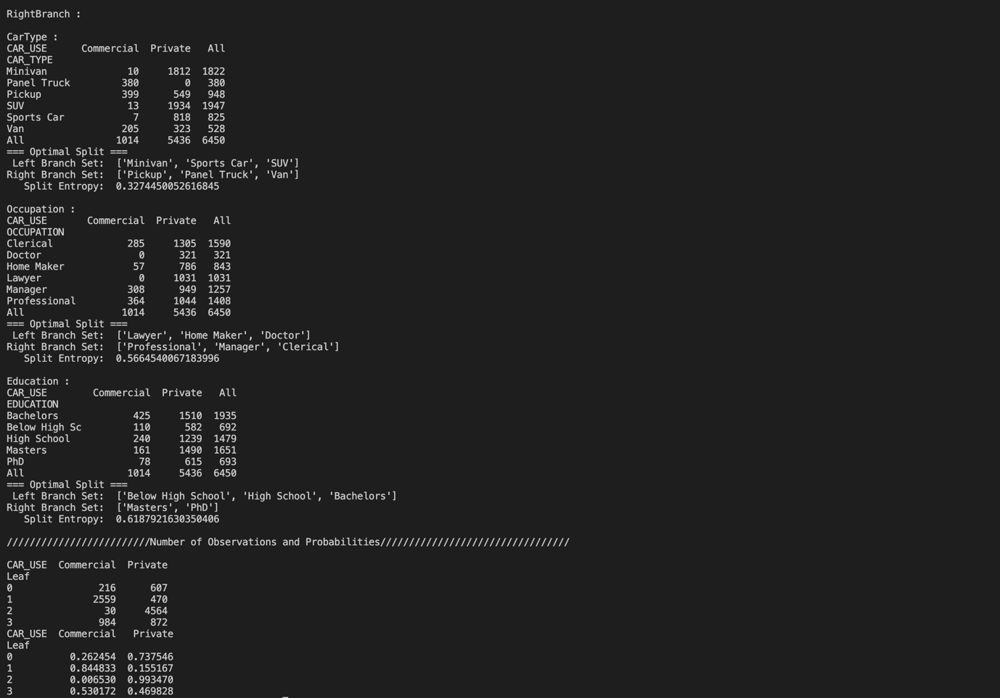 RightBranch :
CarType :
CAR_USE      Commercial  Private   All
CAR_TYPE
Minivan              10     1812  1822
Panel Truck         380        0   380
Pickup              399      549   948
SUV                  13     1934  1947
Sports Car            7      818   825
Van                 205      323   528
All                1014     5436  6450
=== Optimal Split ===
 Left Branch Set:  ['Minivan', 'Sports Car', 'SUV']
Right Branch Set:  ['Pickup', 'Panel Truck', 'Van']
   Split Entropy:  0.3274450052616845
Occupation :
CAR_USE       Commercial  Private   All
OCCUPATION
Clerical             285     1305  1590
Doctor                 0      321   321
Home Maker            57      786   843
Lawyer                 0     1031  1031
Manager              308      949  1257
Professional         364     1044  1408
All                 1014     5436  6450
=== Optimal Split ===
 Left Branch Set:  ['Lawyer', 'Home Maker', 'Doctor']
Right Branch Set:  ['Professional', 'Manager', 'Clerical']
   Split Entropy:  0.5664540067183996
Education :
CAR_USE        Commercial  Private   All
EDUCATION
Bachelors             425     1510  1935
Below High Sc         110      582   692
High School           240     1239  1479
Masters               161     1490  1651
PhD                    78      615   693
All                  1014     5436  6450
=== Optimal Split ===
 Left Branch Set:  ['Below High School', 'High School', 'Bachelors']
Right Branch Set:  ['Masters', 'PhD']
   Split Entropy:  0.6187921630350406
/////////////////////////Number of Observations and Probabilities/////////////////////////////////
CAR_USE  Commercial  Private
Leaf
0               216      607
1              2559      470
2                30     4564
3               984      872
CAR_USE  Commercial   Private
Leaf
0          0.262454  0.737546
1          0.844833  0.155167
2          0.006530  0.993470
3          0.530172  0.469828